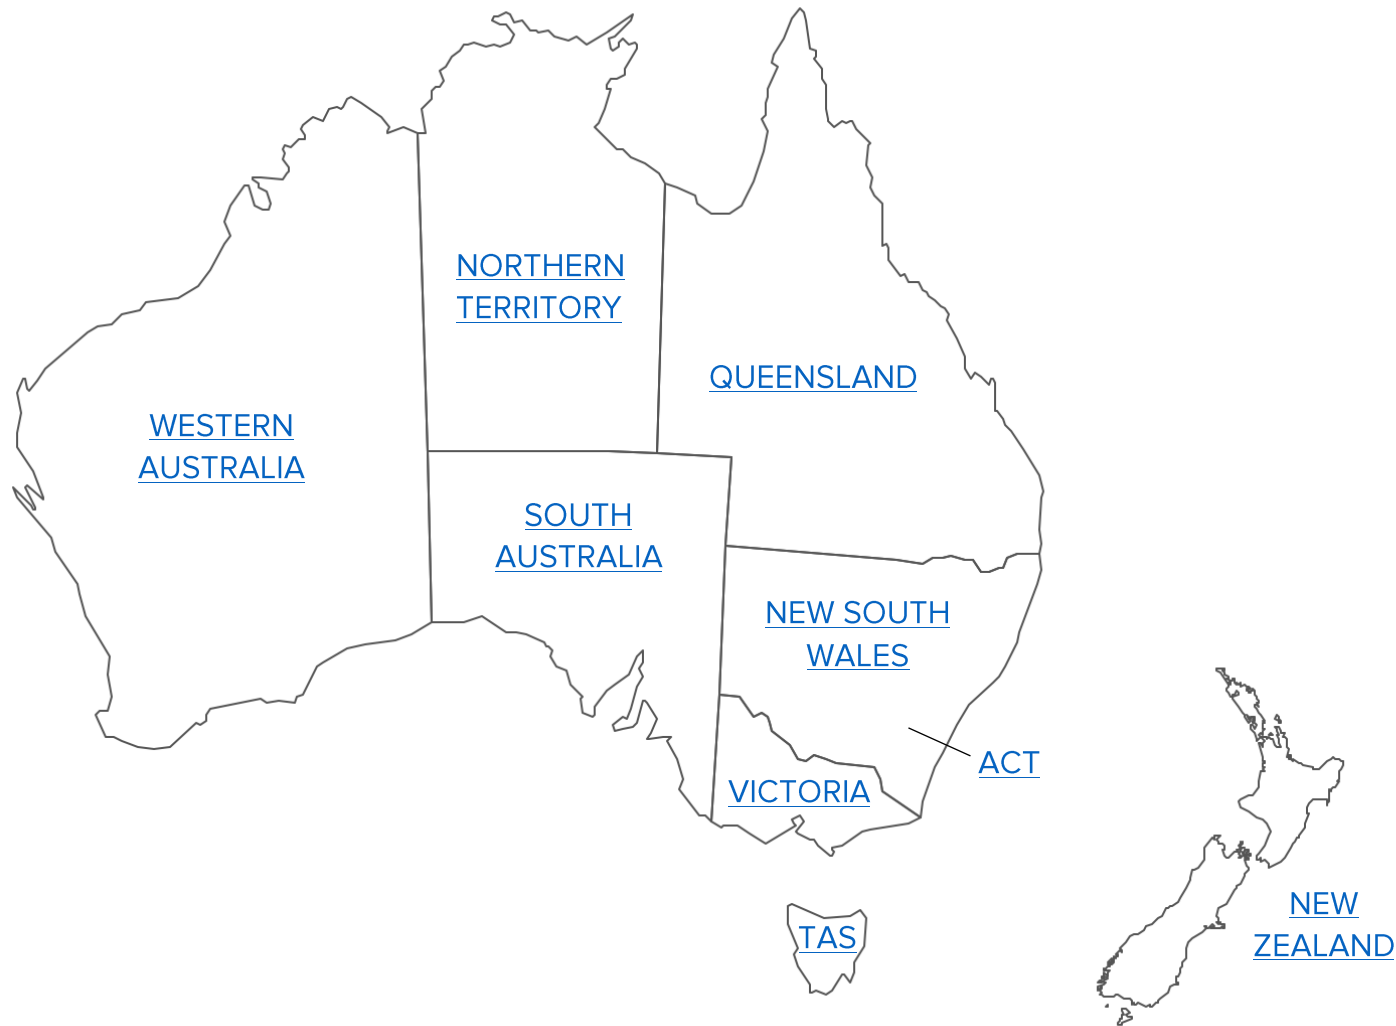 NORTHERN
TERRITORY
QUEENSLAND
WESTERN
AUSTRALIA
SOUTH
AUSTRALIA
NEW SOUTH
WALES
ACT
VICTORIA
NEW
ZEALAND
TAS